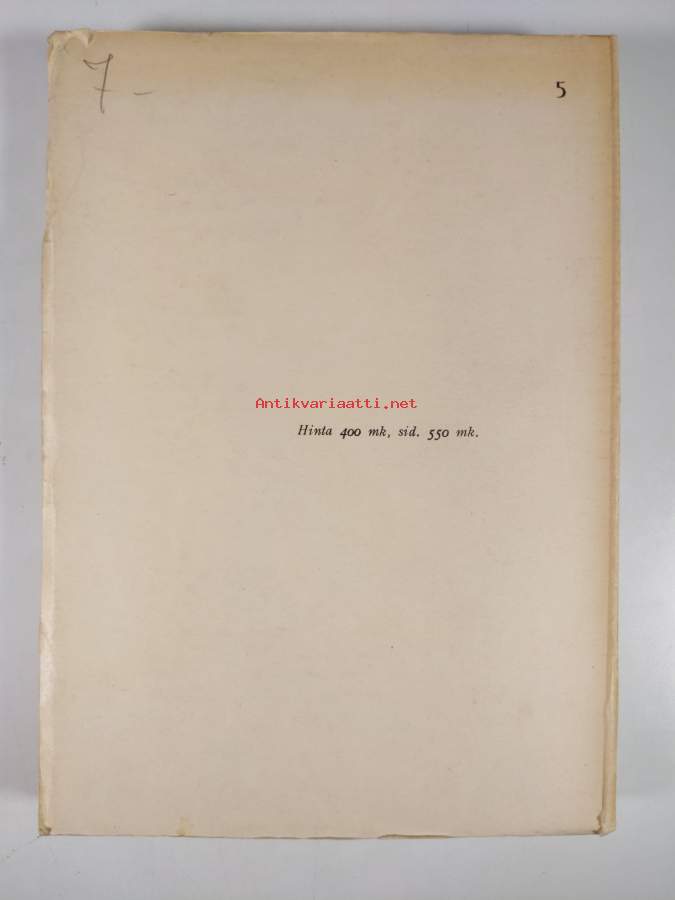 7 -
5
Antikvariaatti.net
Hinta 400 mk, sid. 550 mk.